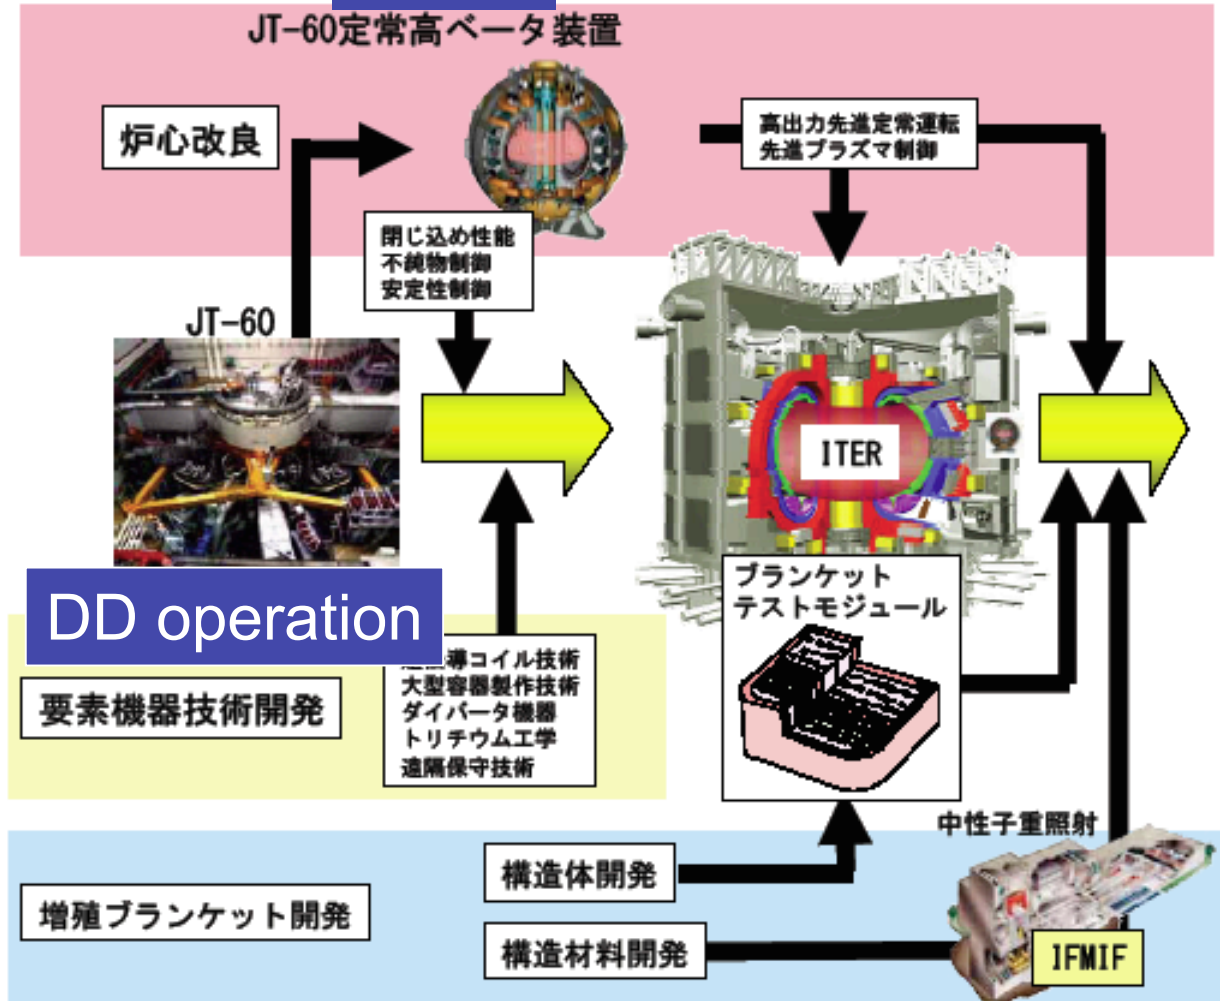 JT-60定常高ベータ装置
炉心改良
高出力先進定常運転
先進プラズマ制御
閉じ込め性能
不純物制御
安定性制御
JT-60
ITER
ブランケット
テストモジュール
DD operation
導コイル技術
大型容器製作技術
ダイバータ機器
トリチウム工学
遠隔保守技術
要素機器技術開発
中性子重照射
構造体開発
増殖ブランケット開発
構造材料開発
IFMIF